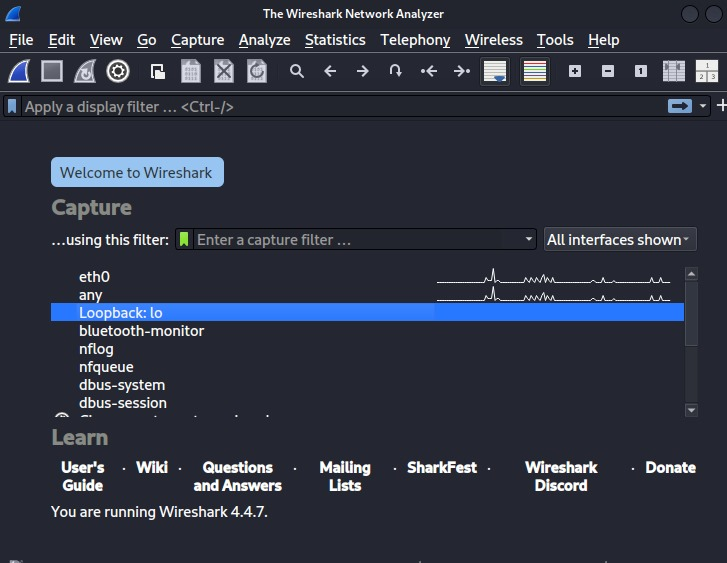 The Wireshark Network Analyzer
File Edit View Go Capture Analyze Statistics Telephony Wireless Tools Help
Apply a display filter … <Ctrl-/>
Welcome to Wireshark
Capture
…using this filter: Enter a capture filter … All interfaces shown
eth0
any
Loopback: lo
bluetooth-monitor
nflog
nfqueue
dbus-system
dbus-session
Learn
User's Guide · Wiki · Questions and Answers · Mailing Lists · SharkFest · Wireshark Discord · Donate
You are running Wireshark 4.4.7.